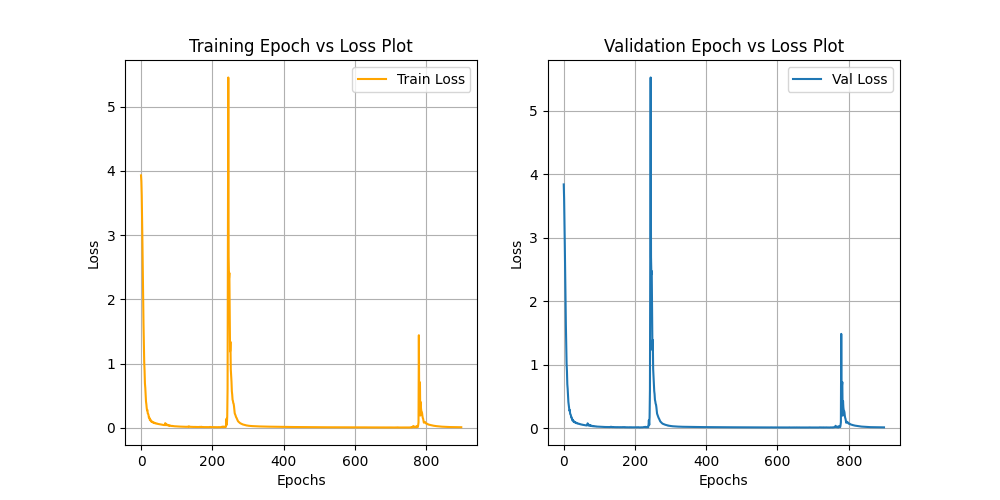 Training Epoch vs Loss Plot
Train Loss
5
4
3
2
1
0
Loss
0 200 400 600 800
Epochs
Validation Epoch vs Loss Plot
Val Loss
5
4
3
2
1
0
Loss
0 200 400 600 800
Epochs